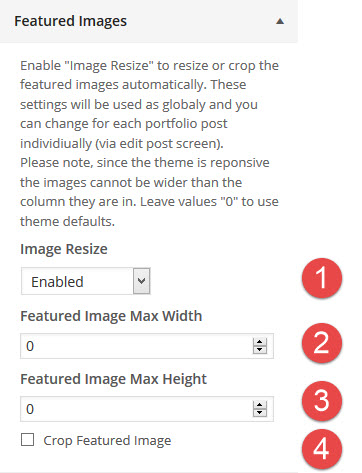 Featured Images
Enable "Image Resize" to resize or crop the
featured images automatically. These
settings will be used as globaly and you
can change for each portfolio post
individiually (via edit post screen).
Please note, since the theme is reponsive
the images cannot be wider than the
column they are in. Leave values "0" to use
theme defaults.
Image Resize
Enabled
1
Featured Image Max Width
0
2
Featured Image Max Height
0
3
Crop Featured Image
4